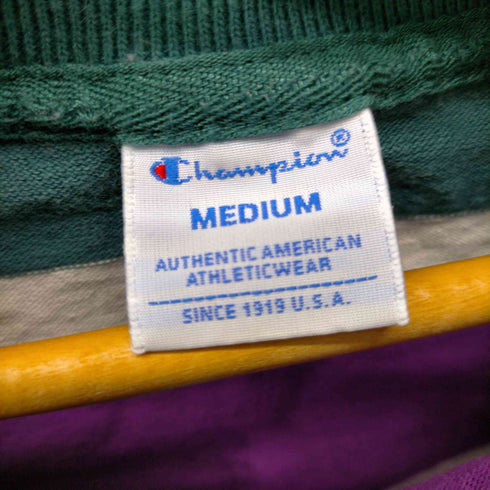 Champion®
MEDIUM
AUTHENTIC AMERICAN
ATHLETICWEAR
SINCE 1919 U.S.A.